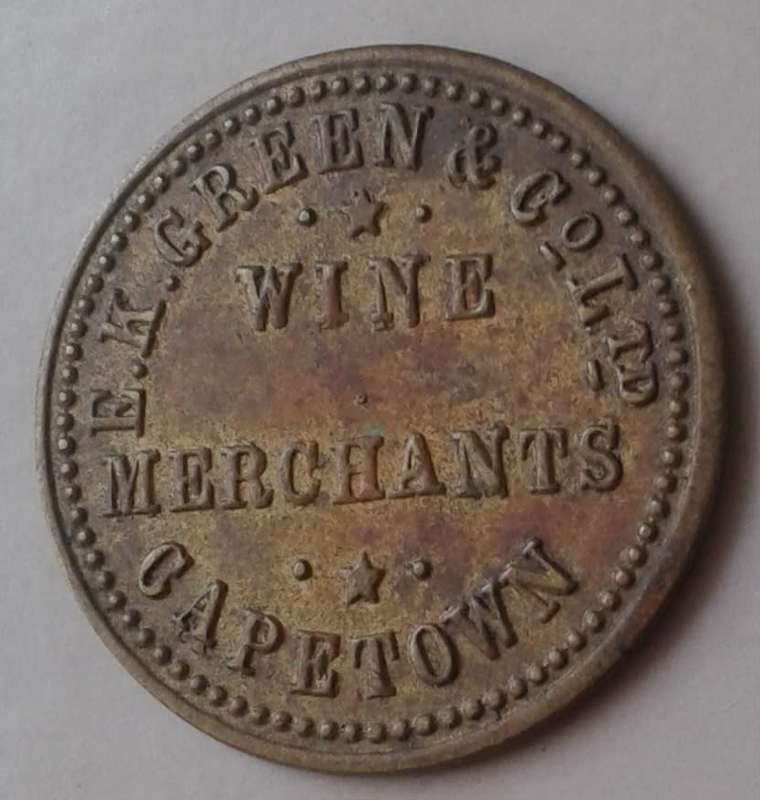 E.K. GREEN & Co LTD
WINE
MERCHANTS
CAPETOWN